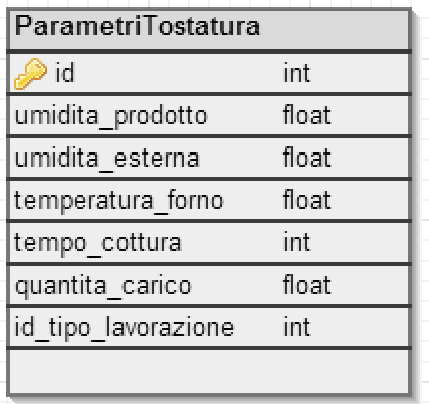 ParametriTostatura
id int
umidita_prodotto float
umidita_esterna float
temperatura_forno float
tempo_cottura int
quantita_carico float
id_tipo_lavorazione int